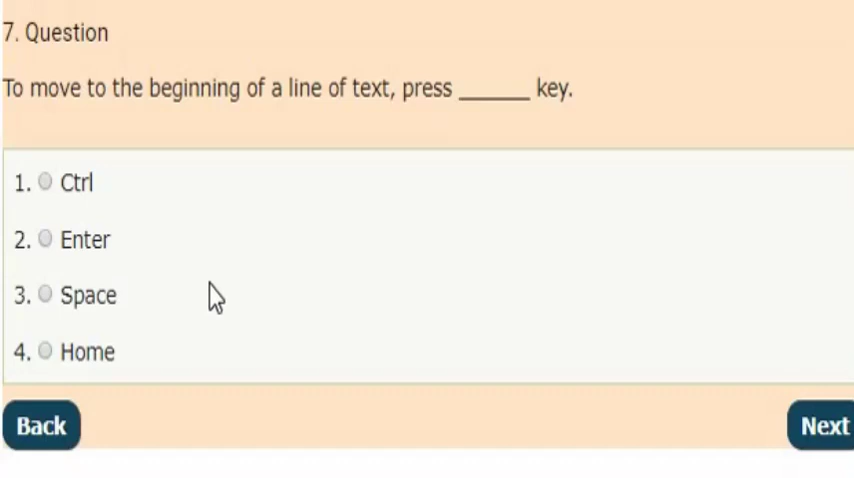 7. Question
To move to the beginning of a line of text, press ______ key.
1. Ctrl
2. Enter
3. Space
4. Home
Back
Next